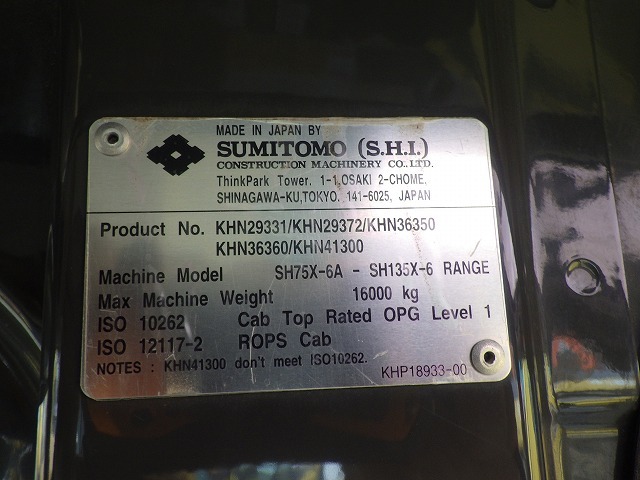 MADE IN JAPAN BY
SUMITOMO (S.H.I.)
CONSTRUCTION MACHINERY CO., LTD.
ThinkPark Tower, 1-1,OSAKI 2-CHOME,
SHINAGAWA-KU,TOKYO, 141-6025, JAPAN
Product No. KHN29331/KHN29372/KHN36350
KHN36360/KHN41300
Machine Model SH75X-6A - SH135X-6 RANGE
Max Machine Weight 16000 kg
ISO 10262 Cab Top Rated OPG Level 1
ISO 12117-2 ROPS Cab
NOTES : KHN41300 don't meet ISO10262.
KHP18933-00